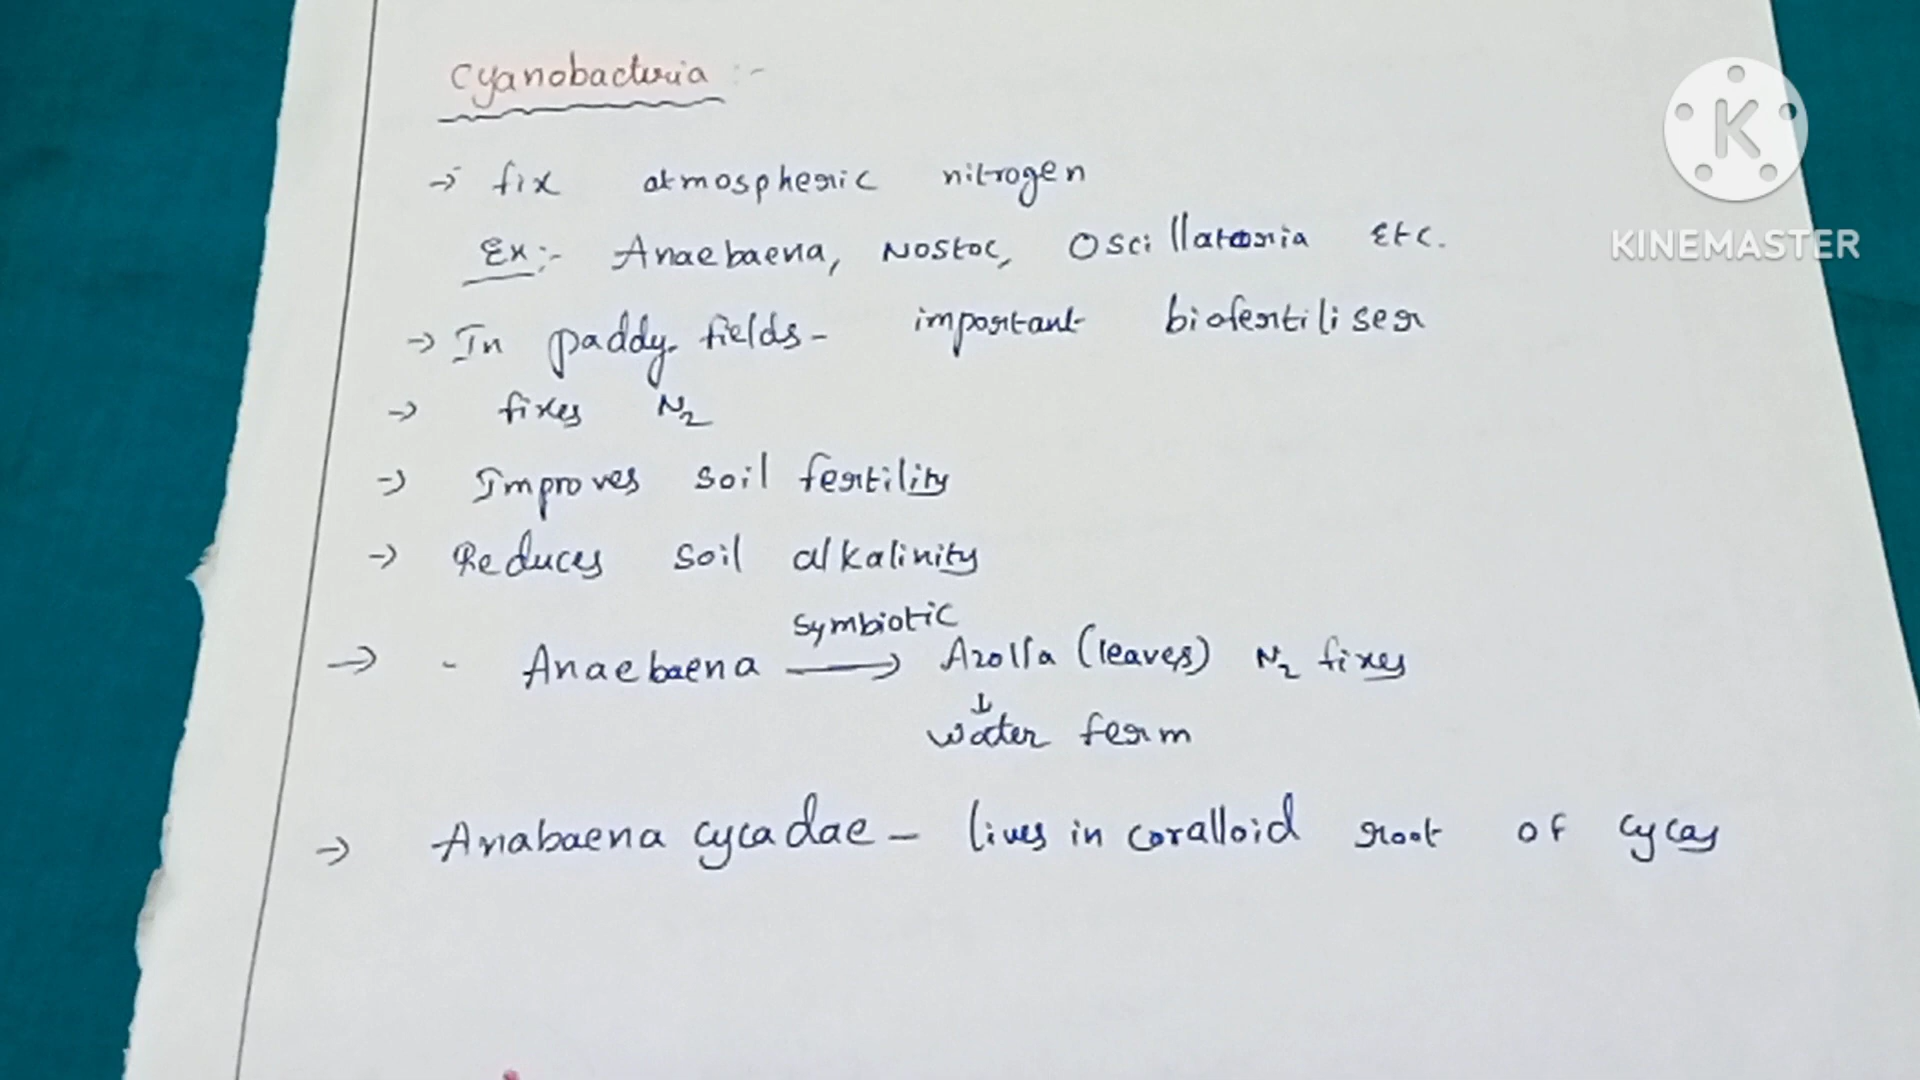 Cyanobacteria :-
→ fix atmospheric nitrogen
Ex:- Anaebaena, Nostoc, Oscillatoria Etc.
→ In paddy fields - important biofertiliser
→ fixes N₂
→ Improves soil fertility
→ Reduces soil alkalinity
symbiotic
→ - Anaebaena → Azolla (leaves) N₂ fixes
↓
water ferm
→ Anabaena cycadae - lives in coralloid root of cycas
K
KINEMASTER